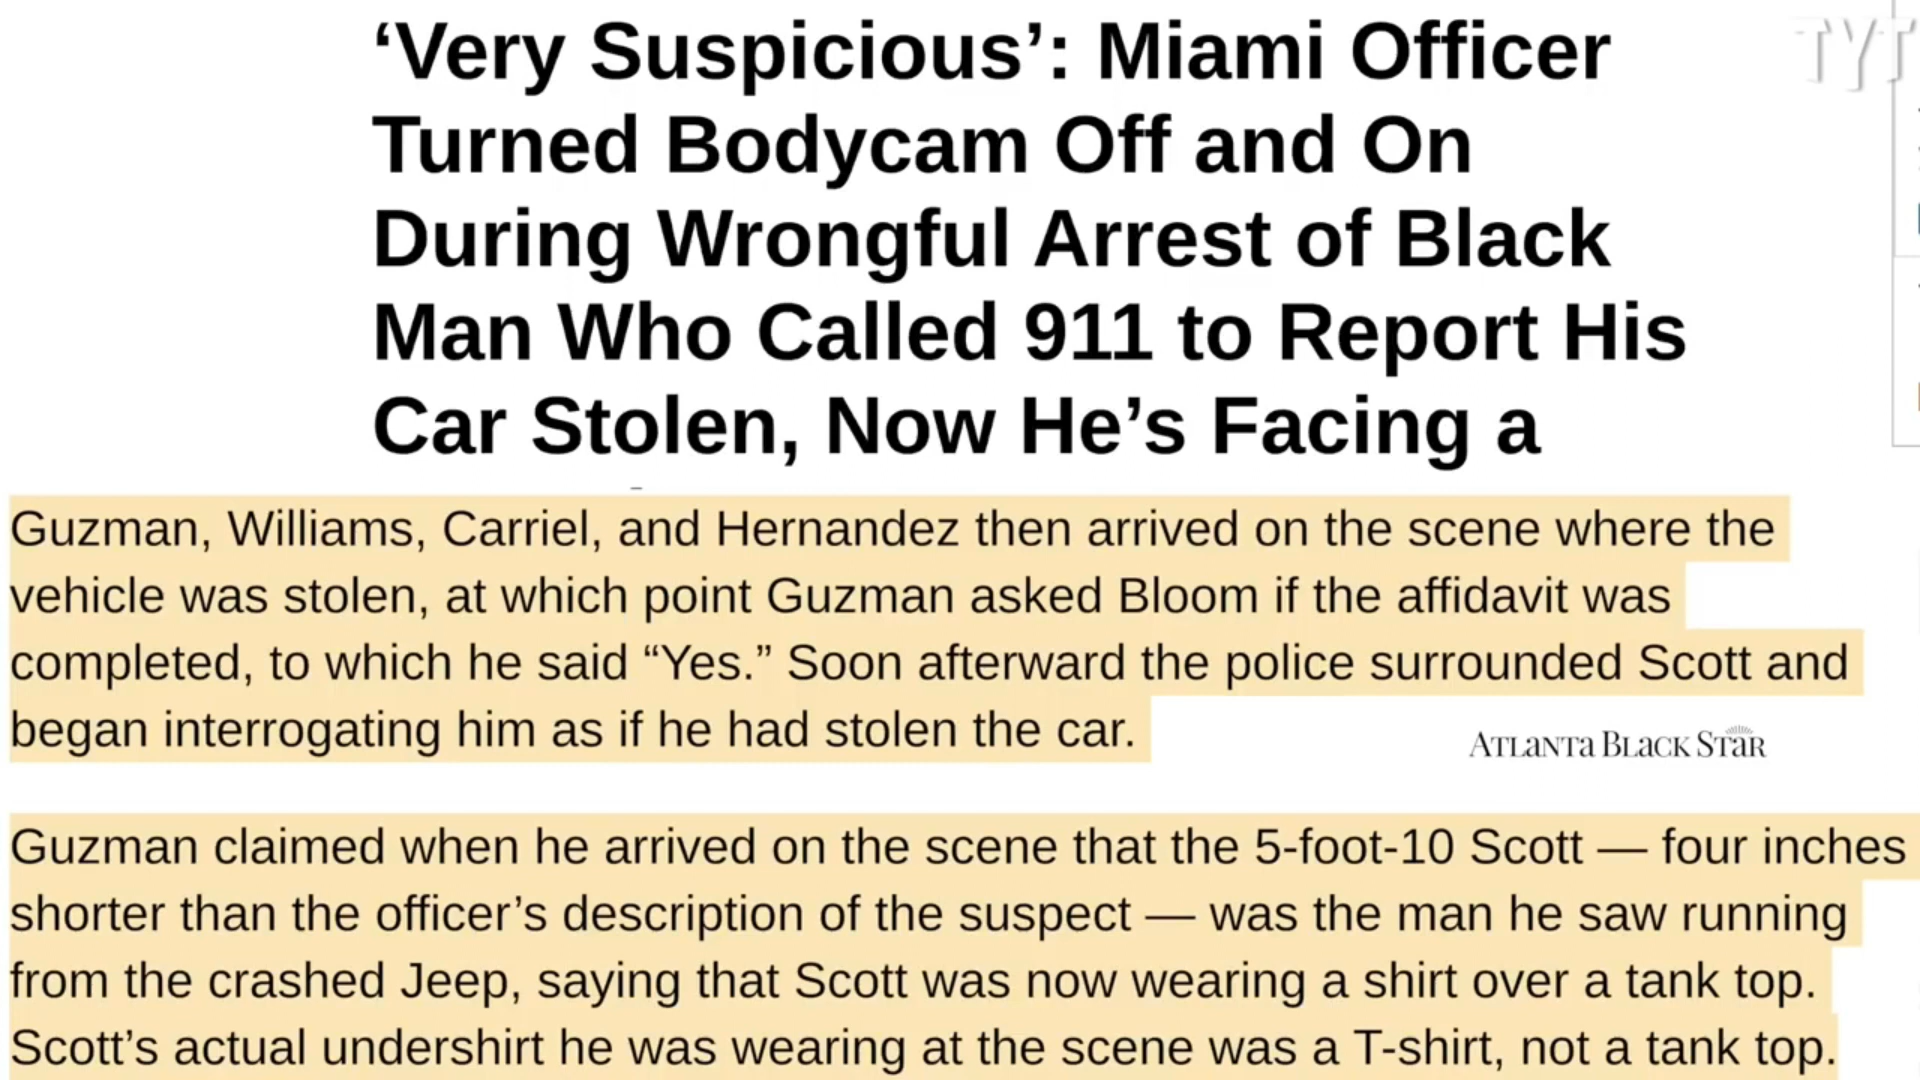 ‘Very Suspicious’: Miami Officer
Turned Bodycam Off and On
During Wrongful Arrest of Black
Man Who Called 911 to Report His
Car Stolen, Now He’s Facing a
Guzman, Williams, Carriel, and Hernandez then arrived on the scene where the
vehicle was stolen, at which point Guzman asked Bloom if the affidavit was
completed, to which he said “Yes.” Soon afterward the police surrounded Scott and
began interrogating him as if he had stolen the car.
ATLANTA BLACK STAR
Guzman claimed when he arrived on the scene that the 5-foot-10 Scott — four inches
shorter than the officer’s description of the suspect — was the man he saw running
from the crashed Jeep, saying that Scott was now wearing a shirt over a tank top.
Scott’s actual undershirt he was wearing at the scene was a T-shirt, not a tank top.
TYT